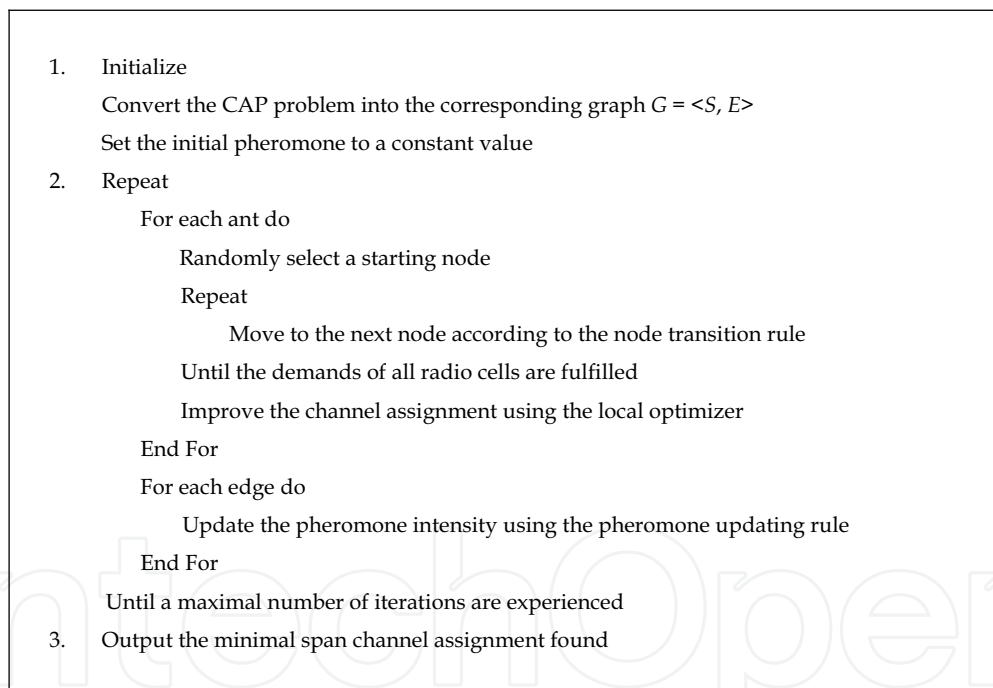 1. Initialize
Convert the CAP problem into the corresponding graph G = <S, E>
Set the initial pheromone to a constant value
2. Repeat
For each ant do
Randomly select a starting node
Repeat
Move to the next node according to the node transition rule
Until the demands of all radio cells are fulfilled
Improve the channel assignment using the local optimizer
End For
For each edge do
Update the pheromone intensity using the pheromone updating rule
End For
Until a maximal number of iterations are experienced
3. Output the minimal span channel assignment found
ntechOper